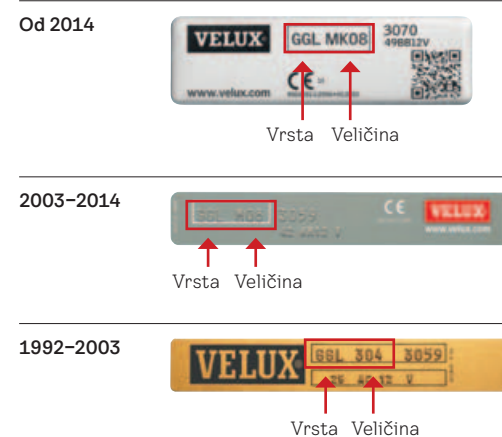 Od 2014
VELUX GGL MK08 3070
49BB12V
CE
www.velux.com
Vrsta Veličina
2003–2014
GGL M08 3059 CE VELUX
www.velux.com
Vrsta Veličina
1992–2003
VELUX GGL 304 3059
Vrsta Veličina